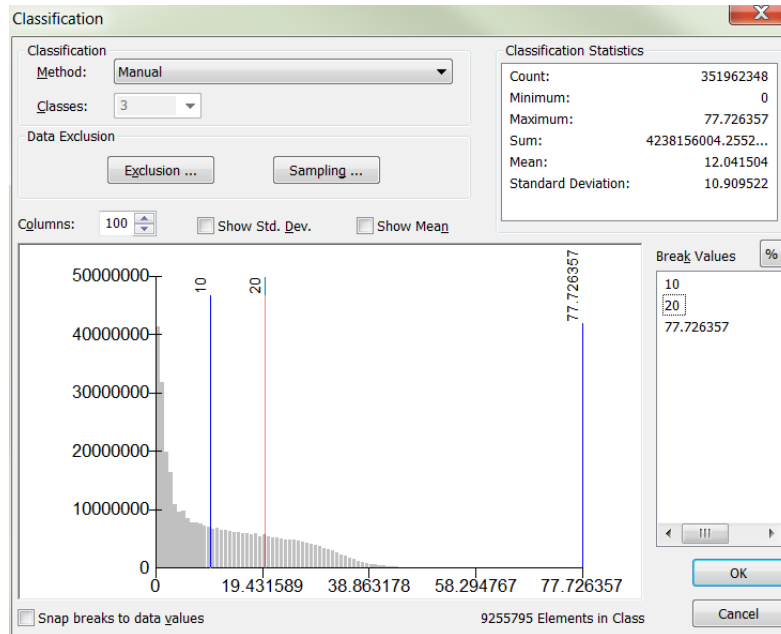 Classification
X
Classification
Method: Manual
Classes: 3
Data Exclusion
Exclusion ... Sampling ...
Classification Statistics
Count: 351962348
Minimum: 0
Maximum: 77.726357
Sum: 4238156004.2552...
Mean: 12.041504
Standard Deviation: 10.909522
Columns: 100 Show Std. Dev. Show Mean
Break Values %
10
20
77.726357
10 20 77.726357
50000000
40000000
30000000
20000000
10000000
0
0 19.431589 38.863178 58.294767 77.726357
OK
Snap breaks to data values 9255795 Elements in Class Cancel